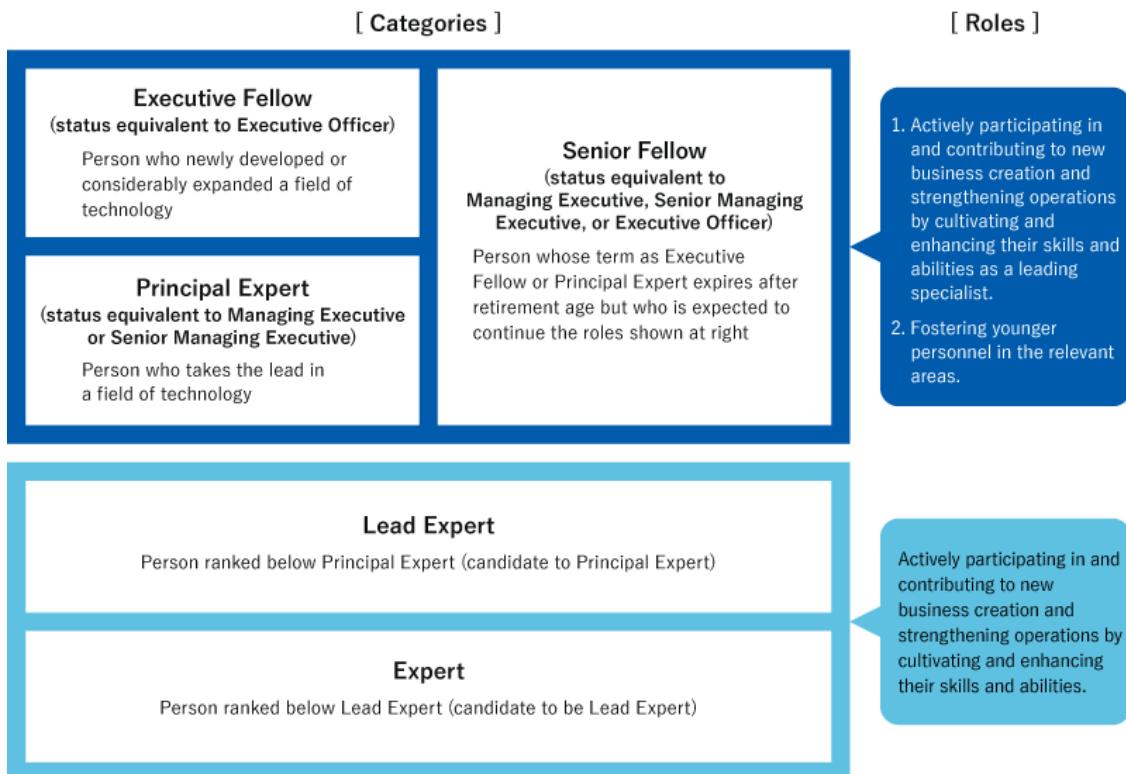 [ Categories ]
[ Roles ]
Executive Fellow
(status equivalent to Executive Officer)
Person who newly developed or
considerably expanded a field of
technology
Principal Expert
(status equivalent to Managing Executive
or Senior Managing Executive)
Person who takes the lead in
a field of technology
Senior Fellow
(status equivalent to
Managing Executive, Senior Managing
Executive, or Executive Officer)
Person whose term as Executive
Fellow or Principal Expert expires after
retirement age but who is expected to
continue the roles shown at right
1. Actively participating in
and contributing to new
business creation and
strengthening operations
by cultivating and
enhancing their skills and
abilities as a leading
specialist.
2. Fostering younger
personnel in the relevant
areas.
Lead Expert
Person ranked below Principal Expert (candidate to Principal Expert)
Expert
Person ranked below Lead Expert (candidate to be Lead Expert)
Actively participating in and
contributing to new
business creation and
strengthening operations by
cultivating and enhancing
their skills and abilities.